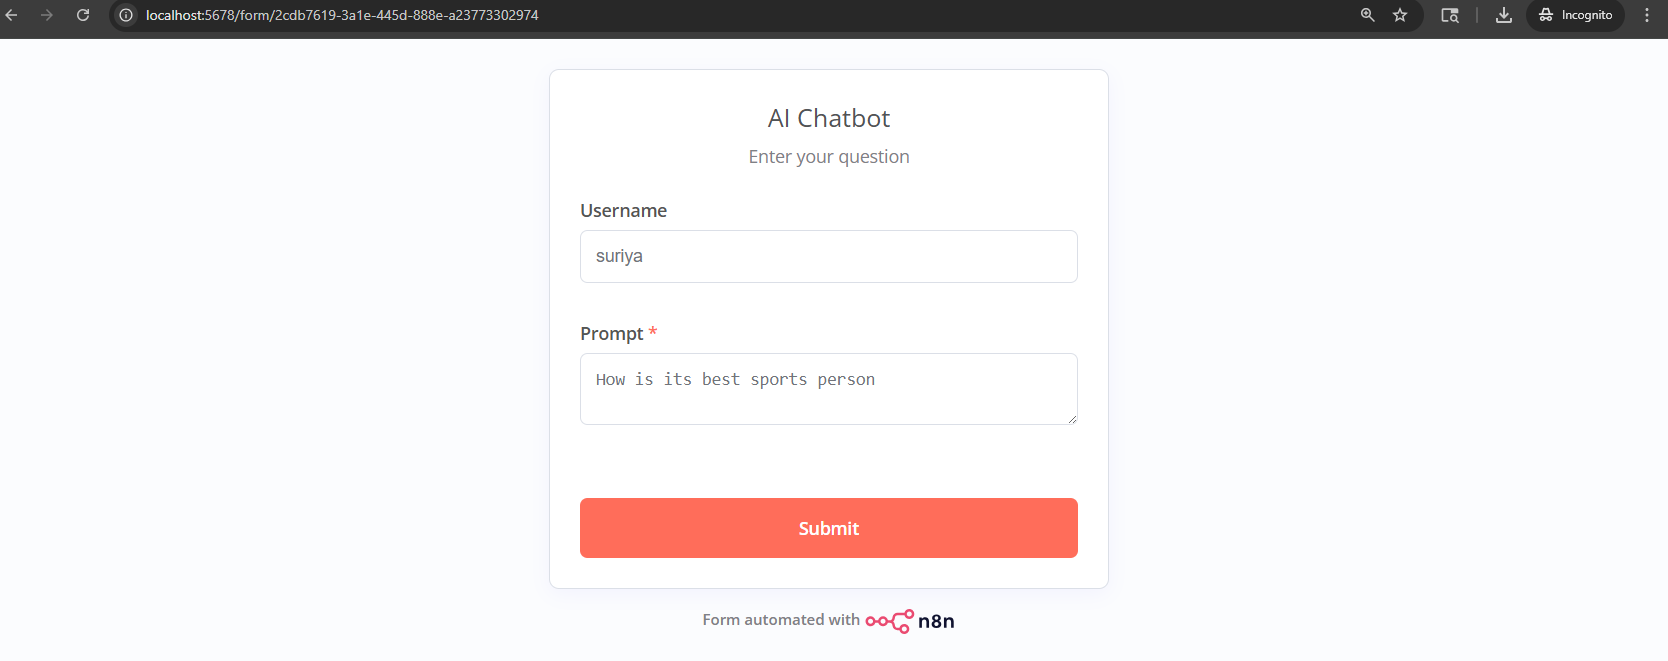 localhost:5678/form/2cdb7619-3a1e-445d-888e-a23773302974
Incognito
AI Chatbot
Enter your question
Username
suriya
Prompt *
How is its best sports person
Submit
Form automated with n8n